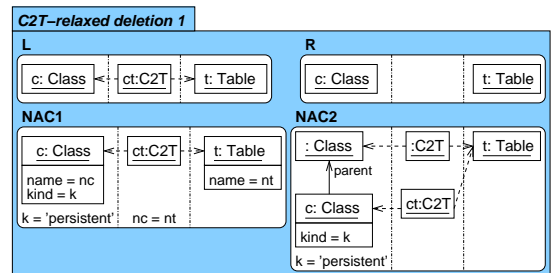 C2T–relaxed deletion 1
L
c: Class
ct:C2T
t: Table
R
c: Class
t: Table
NAC1
c: Class
ct:C2T
t: Table
name = nc
kind = k
name = nt
k = 'persistent'
nc = nt
NAC2
: Class
:C2T
t: Table
parent
c: Class
ct:C2T
kind = k
k = 'persistent'